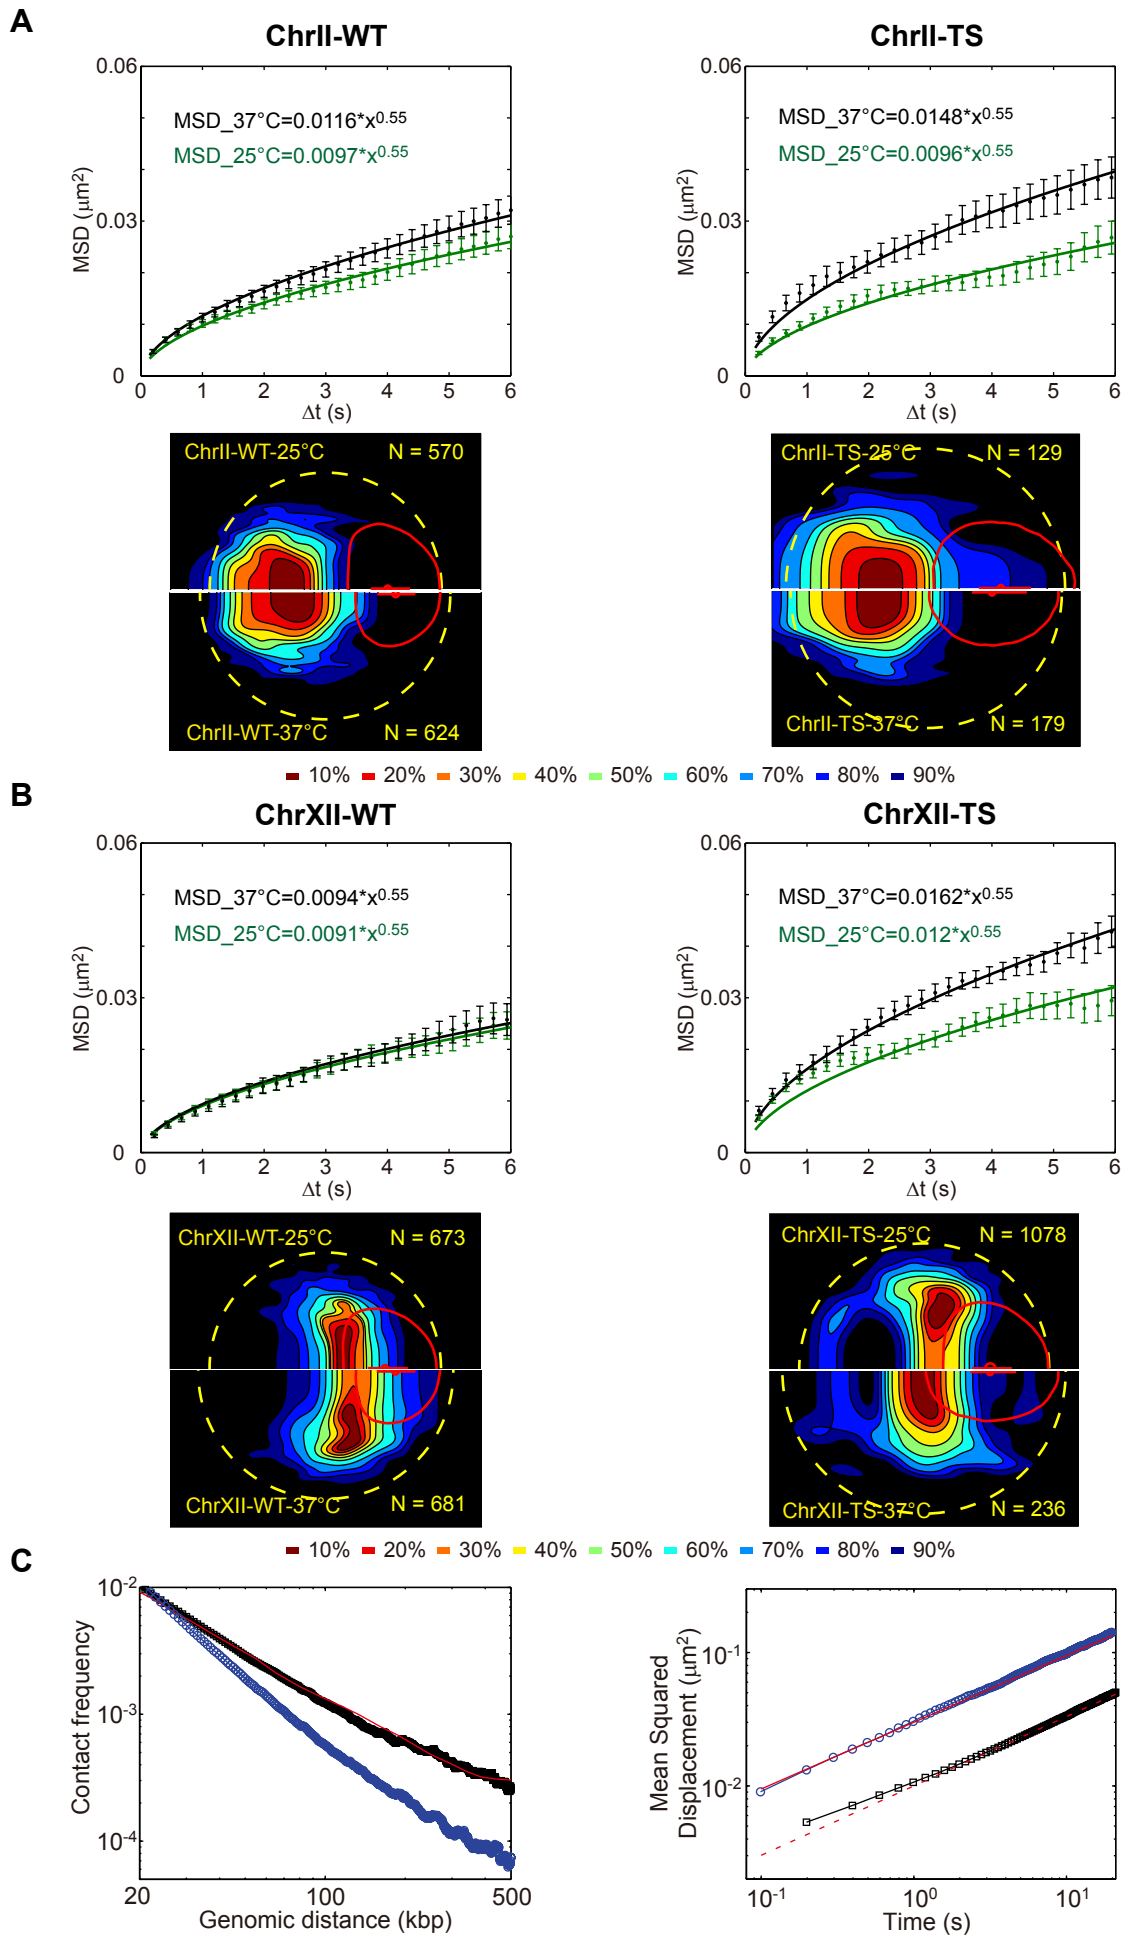 A
ChrII-WT
ChrII-TS
0.06
MSD_37°C=0.0116*x0.55
MSD_25°C=0.0097*x0.55
0.03
MSD (μm2)
0
0 1 2 3 4 5 6
Δt (s)
0.06
MSD_37°C=0.0148*x0.55
MSD_25°C=0.0096*x0.55
0.03
MSD (μm2)
0
0 1 2 3 4 5 6
Δt (s)
ChrII-WT-25°C N = 570
ChrII-WT-37°C N = 624
ChrII-TS-25°C N = 129
ChrII-TS-37°C N = 179
10% 20% 30% 40% 50% 60% 70% 80% 90%
B
ChrXII-WT
ChrXII-TS
0.06
MSD_37°C=0.0094*x0.55
MSD_25°C=0.0091*x0.55
0.03
MSD (μm2)
0
0 1 2 3 4 5 6
Δt (s)
0.06
MSD_37°C=0.0162*x0.55
MSD_25°C=0.012*x0.55
0.03
MSD (μm2)
0
0 1 2 3 4 5 6
Δt (s)
ChrXII-WT-25°C N = 673
ChrXII-WT-37°C N = 681
ChrXII-TS-25°C N = 1078
ChrXII-TS-37°C N = 236
10% 20% 30% 40% 50% 60% 70% 80% 90%
C
10-2
10-3
10-4
Contact frequency
20 100 500
Genomic distance (kbp)
10-1
10-2
Mean Squared
Displacement (μm2)
10-1 100 101
Time (s)